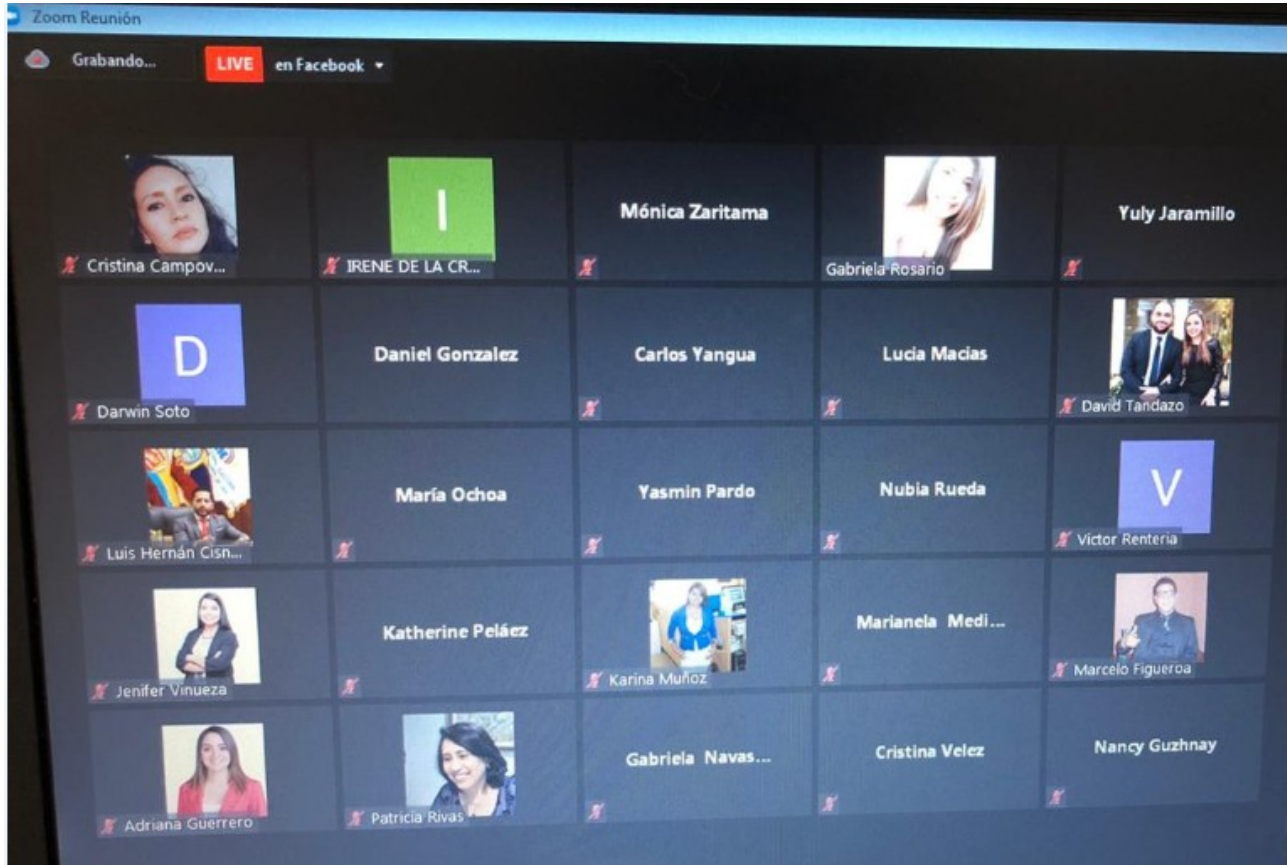 Zoom Reunión
Grabando...
LIVE en Facebook
Cristina Campov...
I
IRENE DE LA CR...
Mónica Zaritama
Gabriela Rosario
Yuly Jaramillo
D
Darwin Soto
Daniel Gonzalez
Carlos Yangua
Lucia Macias
David Tandazo
Luis Hernán Cisn...
María Ochoa
Yasmin Pardo
Nubia Rueda
V
Victor Renteria
Jenifer Vinueza
Katherine Peláez
Karina Muñoz
Marianela Medi...
Marcelo Figueroa
Adriana Guerrero
Patricia Rivas
Gabriela Navas...
Cristina Velez
Nancy Guzhnay